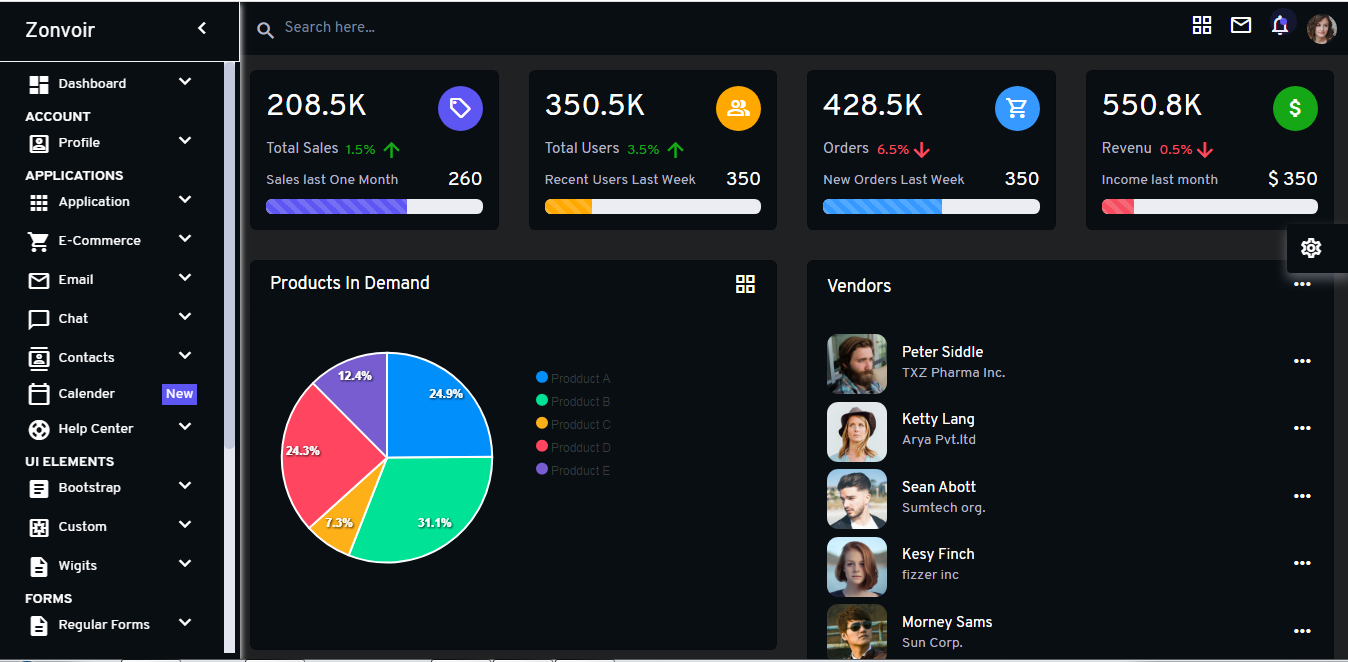 Zonvoir
Search here...
Dashboard
ACCOUNT
Profile
APPLICATIONS
Application
E-Commerce
Email
Chat
Contacts
Calender New
Help Center
UI ELEMENTS
Bootstrap
Custom
Wigits
FORMS
Regular Forms
208.5K
Total Sales 1.5%
Sales last One Month 260
350.5K
Total Users 3.5%
Recent Users Last Week 350
428.5K
Orders 6.5%
New Orders Last Week 350
550.8K
$
Revenu 0.5%
Income last month $ 350
Products In Demand
12.4%
24.9%
24.3%
7.3%
31.1%
Prodduct A
Prodduct B
Prodduct C
Prodduct D
Prodduct E
Vendors
Peter Siddle
TXZ Pharma Inc.
Ketty Lang
Arya Pvt.ltd
Sean Abott
Sumtech org.
Kesy Finch
fizzer inc
Morney Sams
Sun Corp.